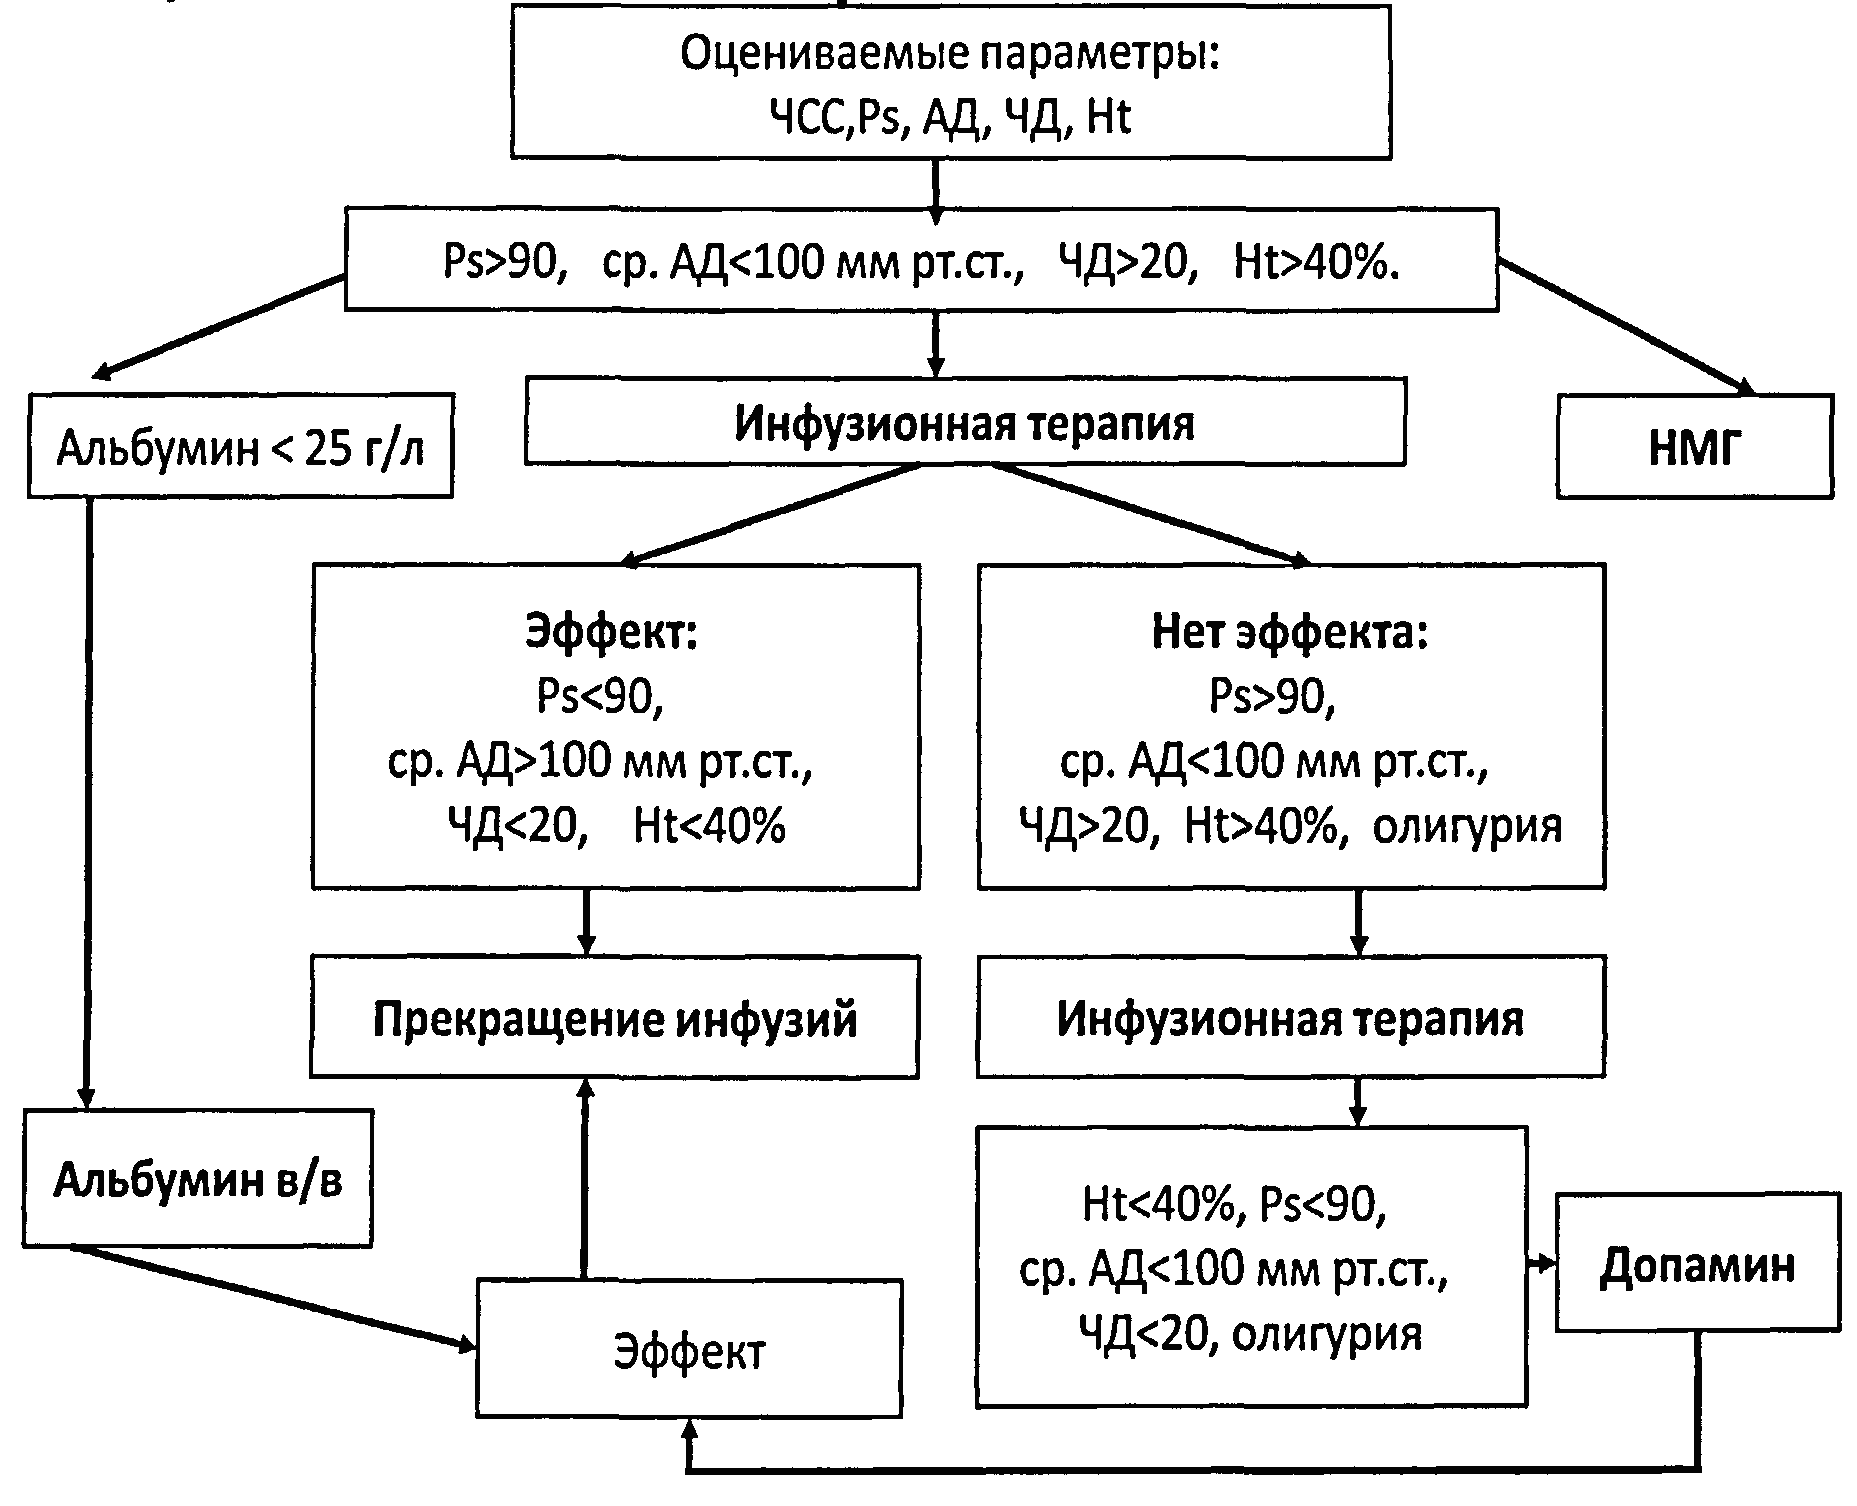 Оцениваемые параметры:
ЧСС,Ps, АД, ЧД, Ht
Ps>90, ср. АД<100 мм рт.ст., ЧД>20, Ht>40%.
Альбумин < 25 г/л
Инфузионная терапия
НМГ
Эффект:
Ps<90,
ср. АД>100 мм рт.ст.,
ЧД<20, Ht<40%
Нет эффекта:
Ps>90,
ср. АД<100 мм рт.ст.,
ЧД>20, Ht>40%, олигурия
Прекращение инфузий
Инфузионная терапия
Альбумин в/в
Ht<40%, Ps<90,
ср. АД<100 мм рт.ст.,
ЧД<20, олигурия
Допамин
Эффект